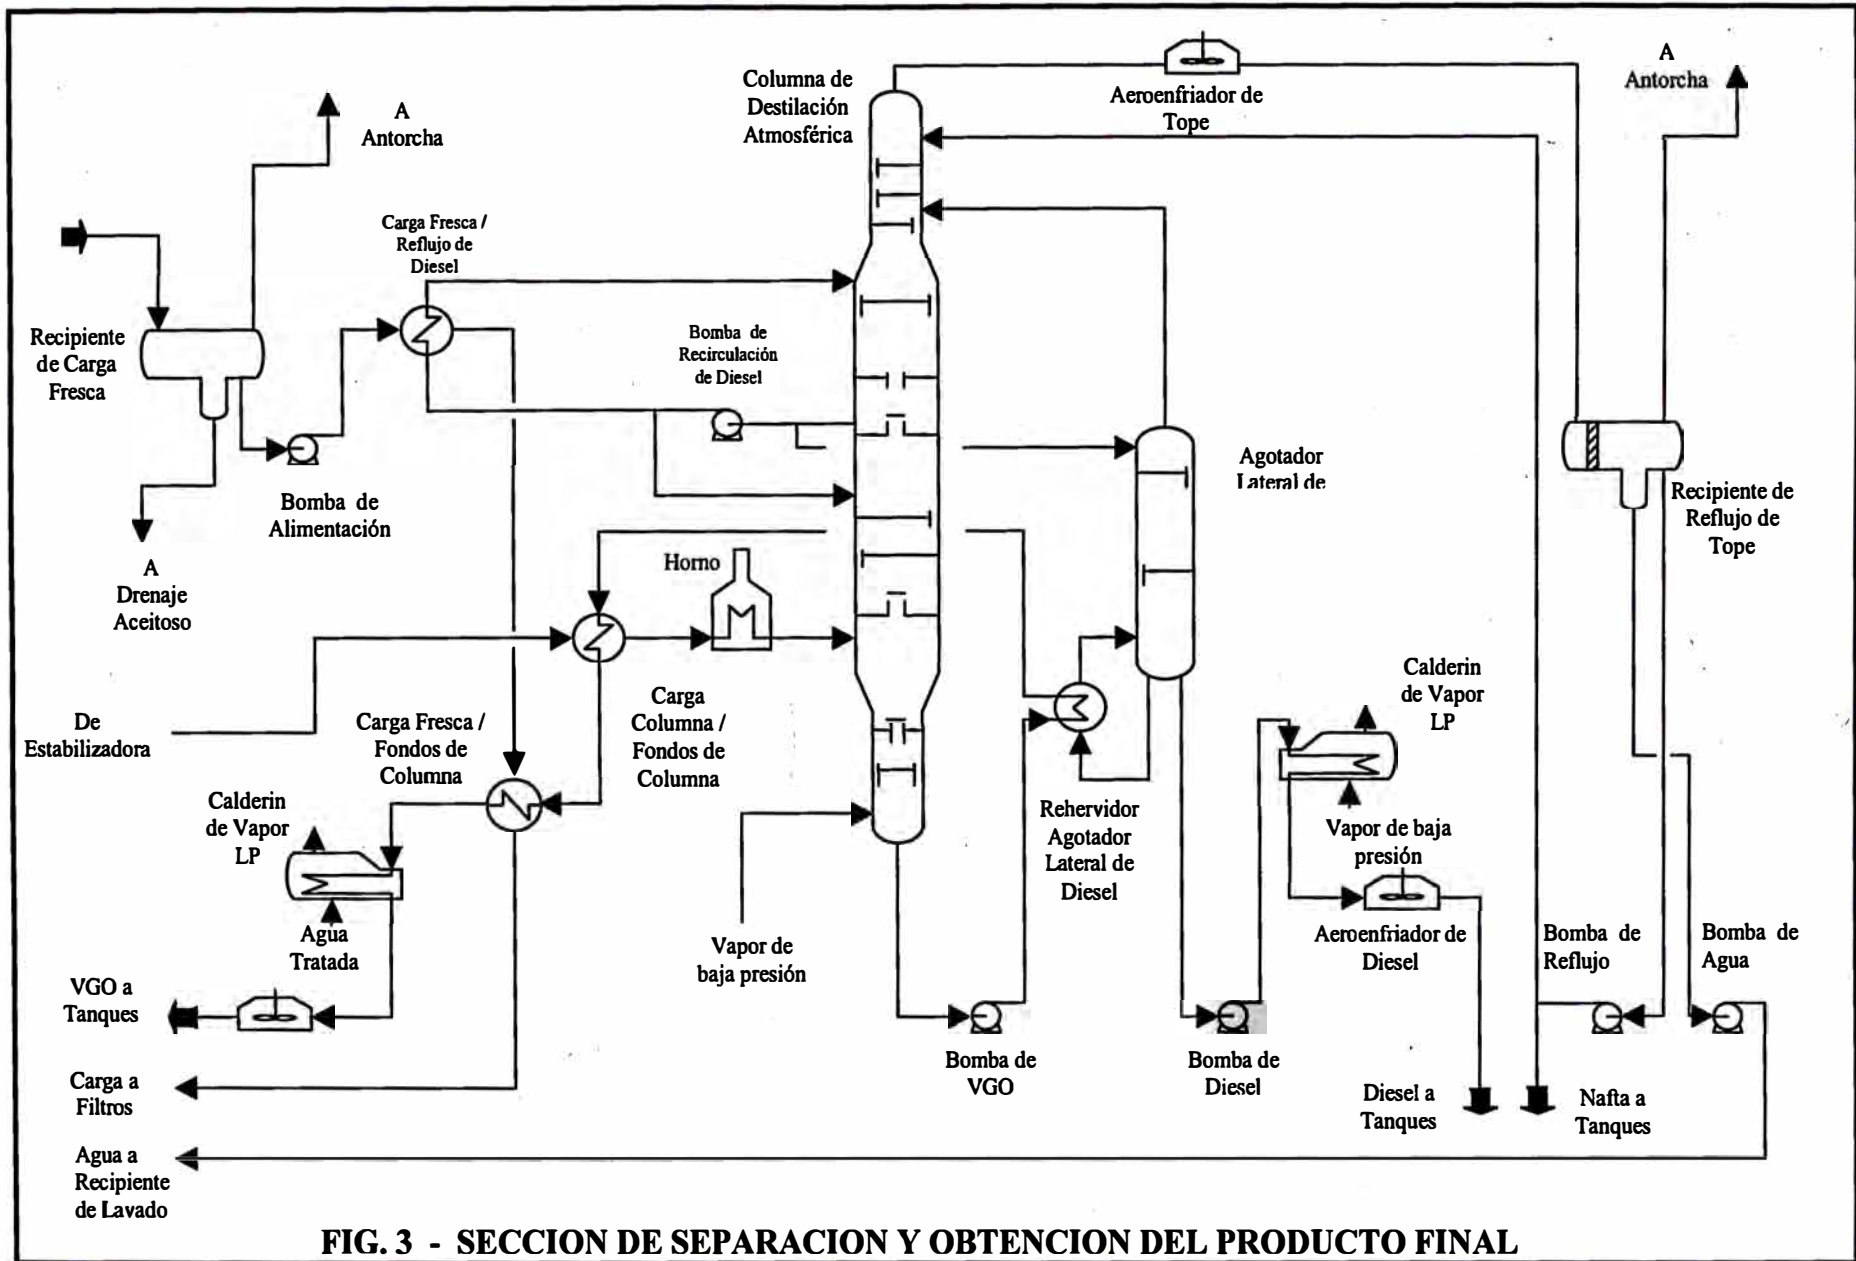 Columna de
Destilación
Atmosférica
Aeroenfriador de
Tope
A
Antorcha
A
Antorcha
Carga Fresca /
Reflujo de
Diesel
Recipiente
de Carga
Fresca
Bomba de
Recirculación
de Diesel
Bomba de
Alimentación
Agotador
Lateral de
Recipiente de
Reflujo de
Tope
A
Drenaje
Aceitoso
Horno
De
Estabilizadora
Carga Fresca /
Fondos de
Columna
Carga
Columna /
Fondos de
Columna
Calderin
de Vapor
LP
Calderin
de Vapor
LP
Rehervidor
Agotador
Lateral de
Diesel
Vapor de baja
presión
Agua
Tratada
Vapor de
baja presión
Aeroenfriador de
Diesel
Bomba de
Reflujo
Bomba de
Agua
VGO a
Tanques
Bomba de
VGO
Bomba de
Diesel
Carga a
Filtros
Diesel a
Tanques
Nafta a
Tanques
Agua a
Recipiente
de Lavado
FIG. 3 - SECCION DE SEPARACION Y OBTENCION DEL PRODUCTO FINAL